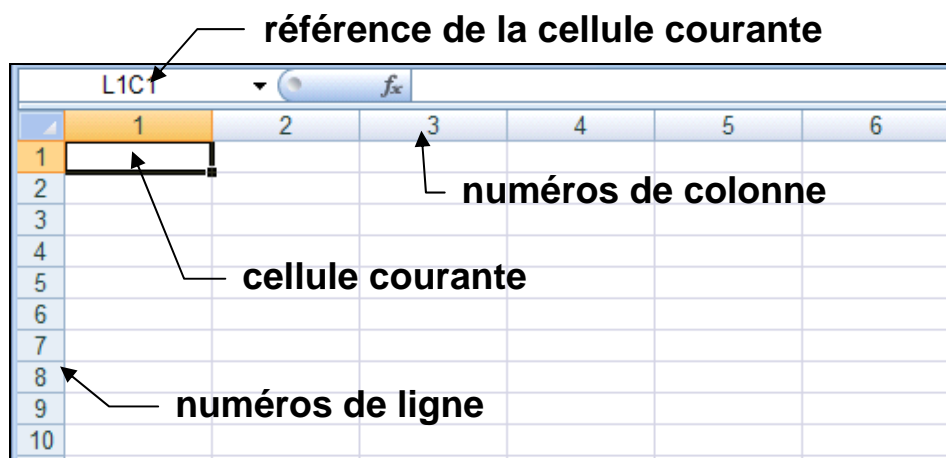 référence de la cellule courante
L1C1 fx
1 2 3 4 5 6
1
2
numéros de colonne
3
4
cellule courante
5
6
7
8
numéros de ligne
9
10